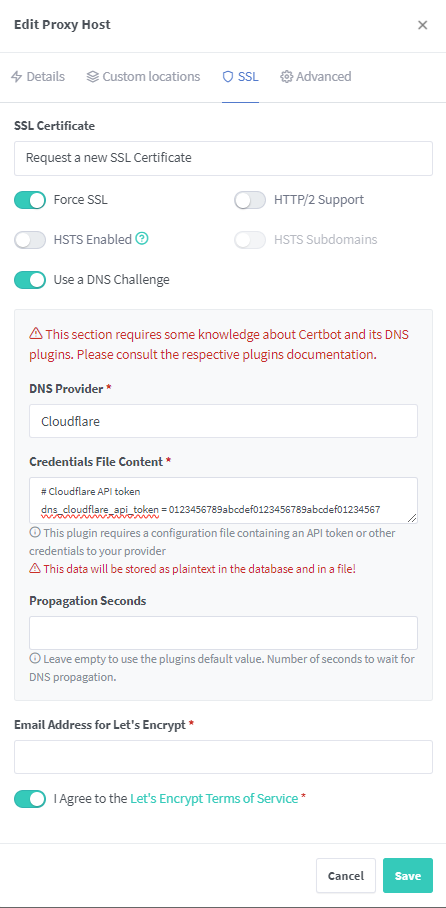 Edit Proxy Host
Details
Custom locations
SSL
Advanced
SSL Certificate
Request a new SSL Certificate
Force SSL
HTTP/2 Support
HSTS Enabled
HSTS Subdomains
Use a DNS Challenge
This section requires some knowledge about Certbot and its DNS
plugins. Please consult the respective plugins documentation.
DNS Provider *
Cloudflare
Credentials File Content *
# Cloudflare API token
dns_cloudflare_api_token = 0123456789abcdef0123456789abcdef01234567
This plugin requires a configuration file containing an API token or other
credentials to your provider
This data will be stored as plaintext in the database and in a file!
Propagation Seconds
Leave empty to use the plugins default value. Number of seconds to wait for
DNS propagation.
Email Address for Let's Encrypt *
I Agree to the Let's Encrypt Terms of Service *
Cancel
Save